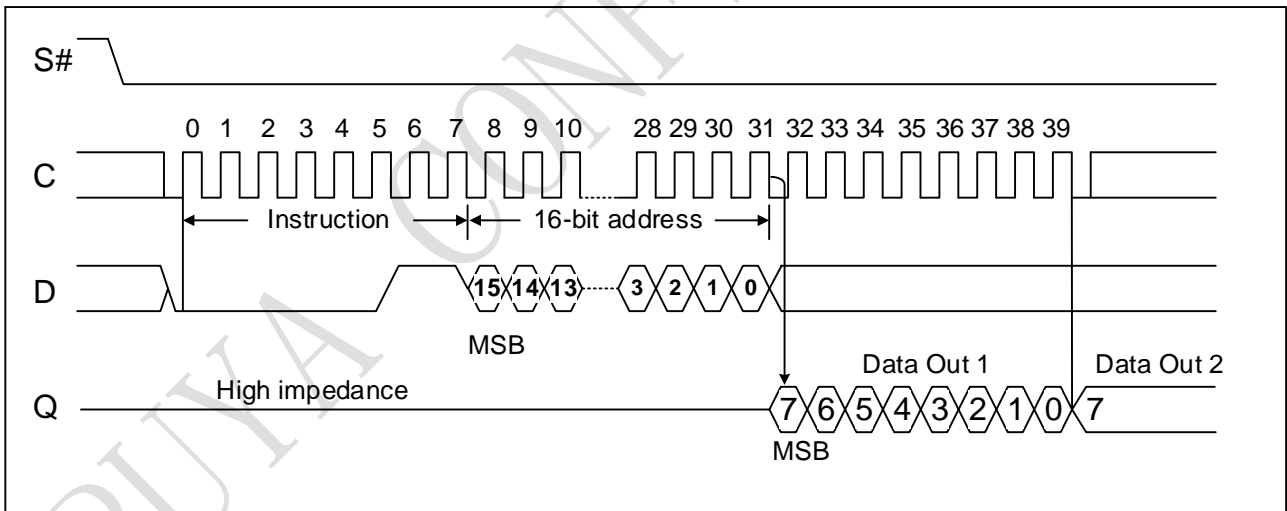 S#
0 1 2 3 4 5 6 7 8 9 10 28 29 30 31 32 33 34 35 36 37 38 39
C
Instruction 16-bit address
D 15 14 13 3 2 1 0
MSB
Data Out 1 Data Out 2
High impedance
Q 7 6 5 4 3 2 1 0 7
MSB
PUYA CONF